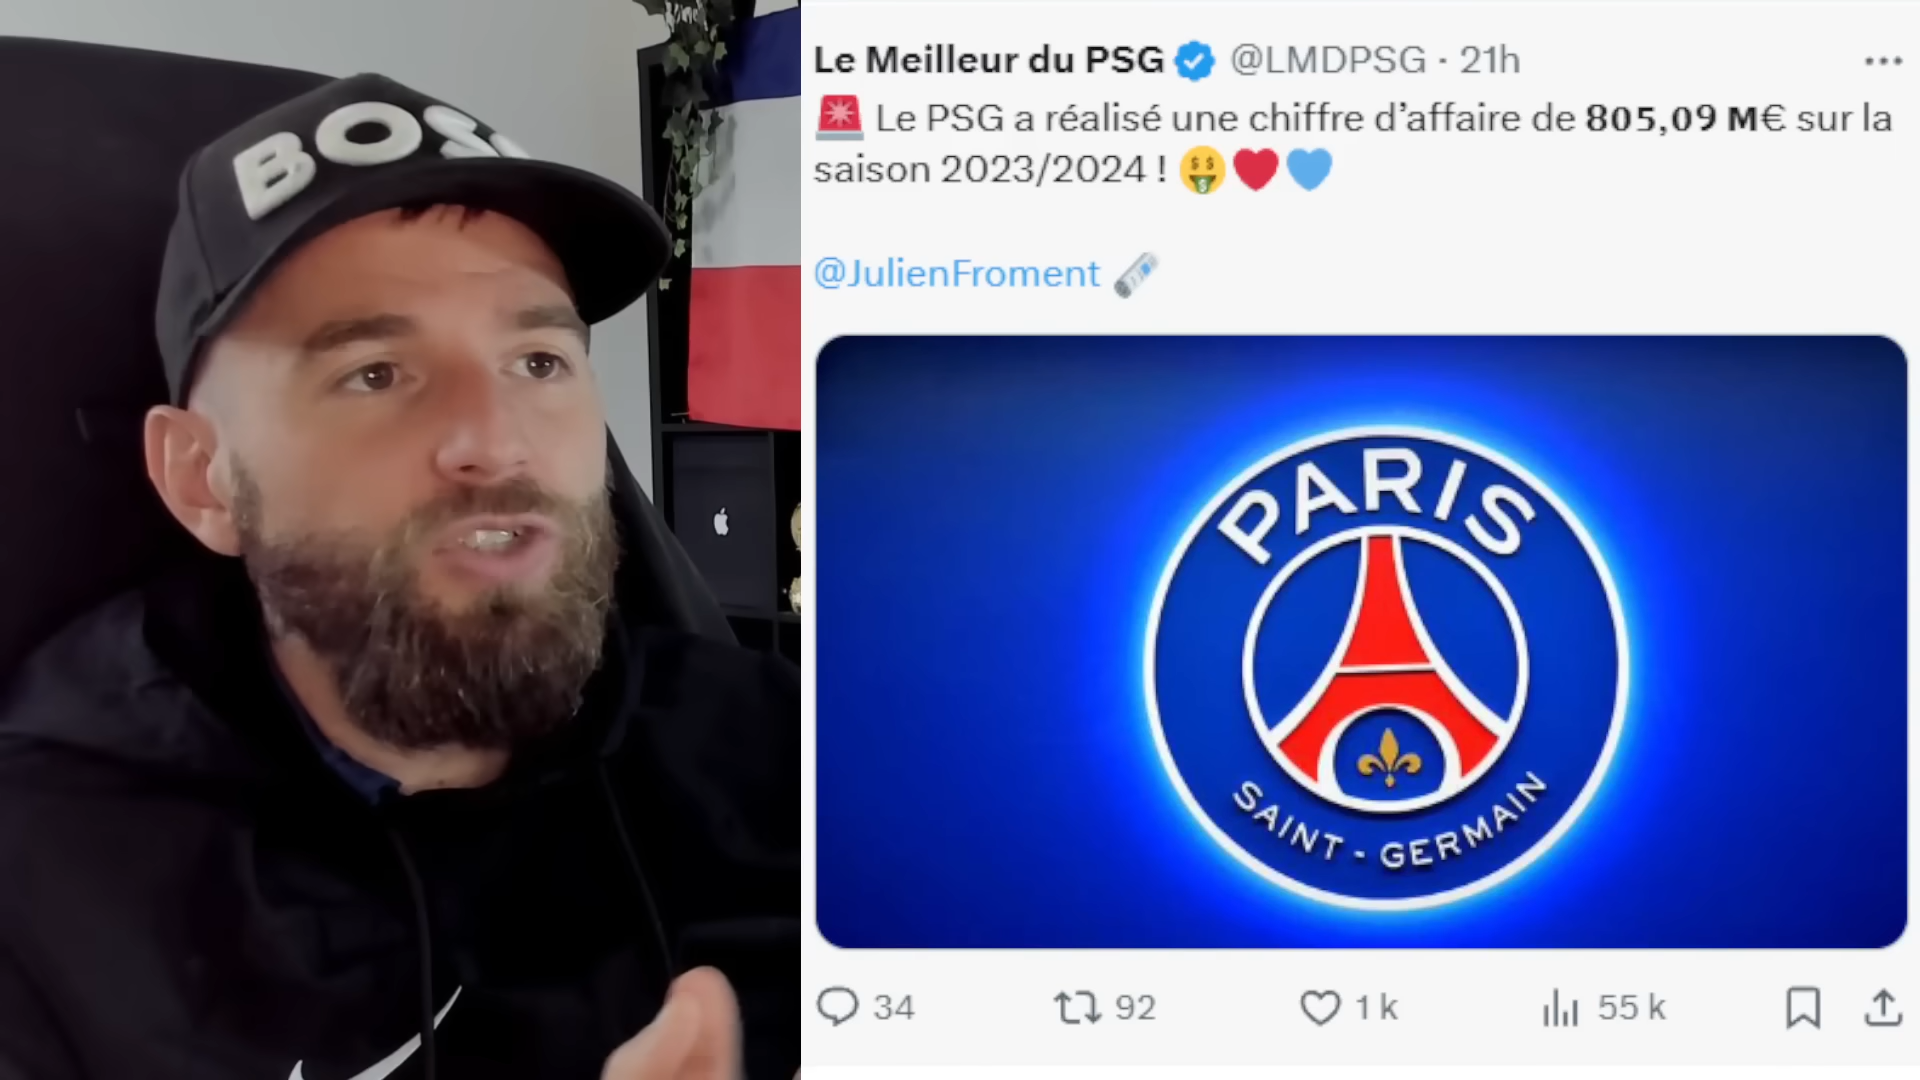 BOSS
Le Meilleur du PSG @LMDPSG · 21h
🚨 Le PSG a réalisé une chiffre d’affaire de 805,09 M€ sur la
saison 2023/2024 ! 🤑❤️🩵
@JulienFroment 🗞️
PARIS
SAINT-GERMAIN
34 92 1 k 55 k